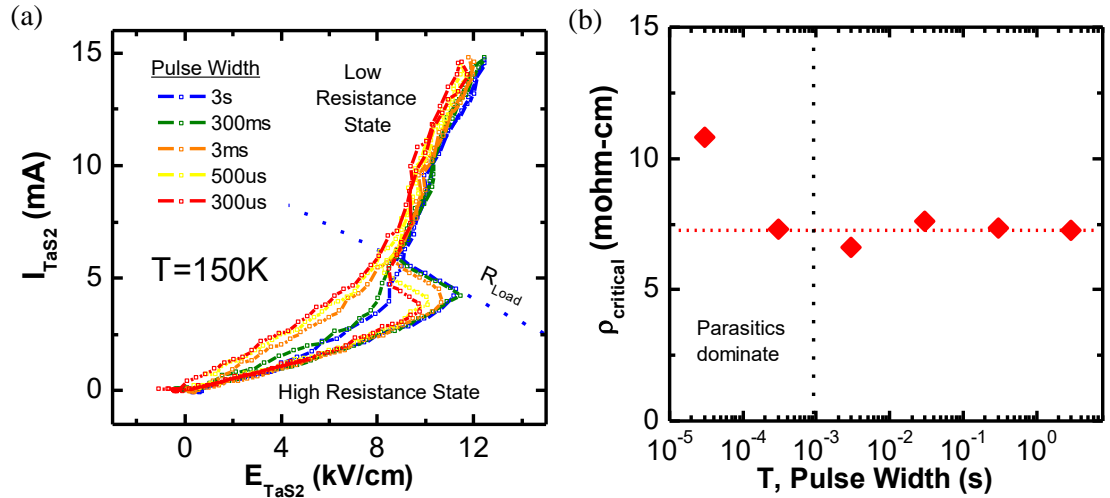 (a)
15
10
5
0
I_TaS2 (mA)
Pulse Width
3s
300ms
3ms
500us
300us
Low
Resistance
State
T=150K
R_Load
High Resistance State
0 4 8 12
E_TaS2 (kV/cm)
(b)
15
10
5
0
ρ_critical (mohm-cm)
Parasitics
dominate
10^-5 10^-4 10^-3 10^-2 10^-1 10^0
T, Pulse Width (s)